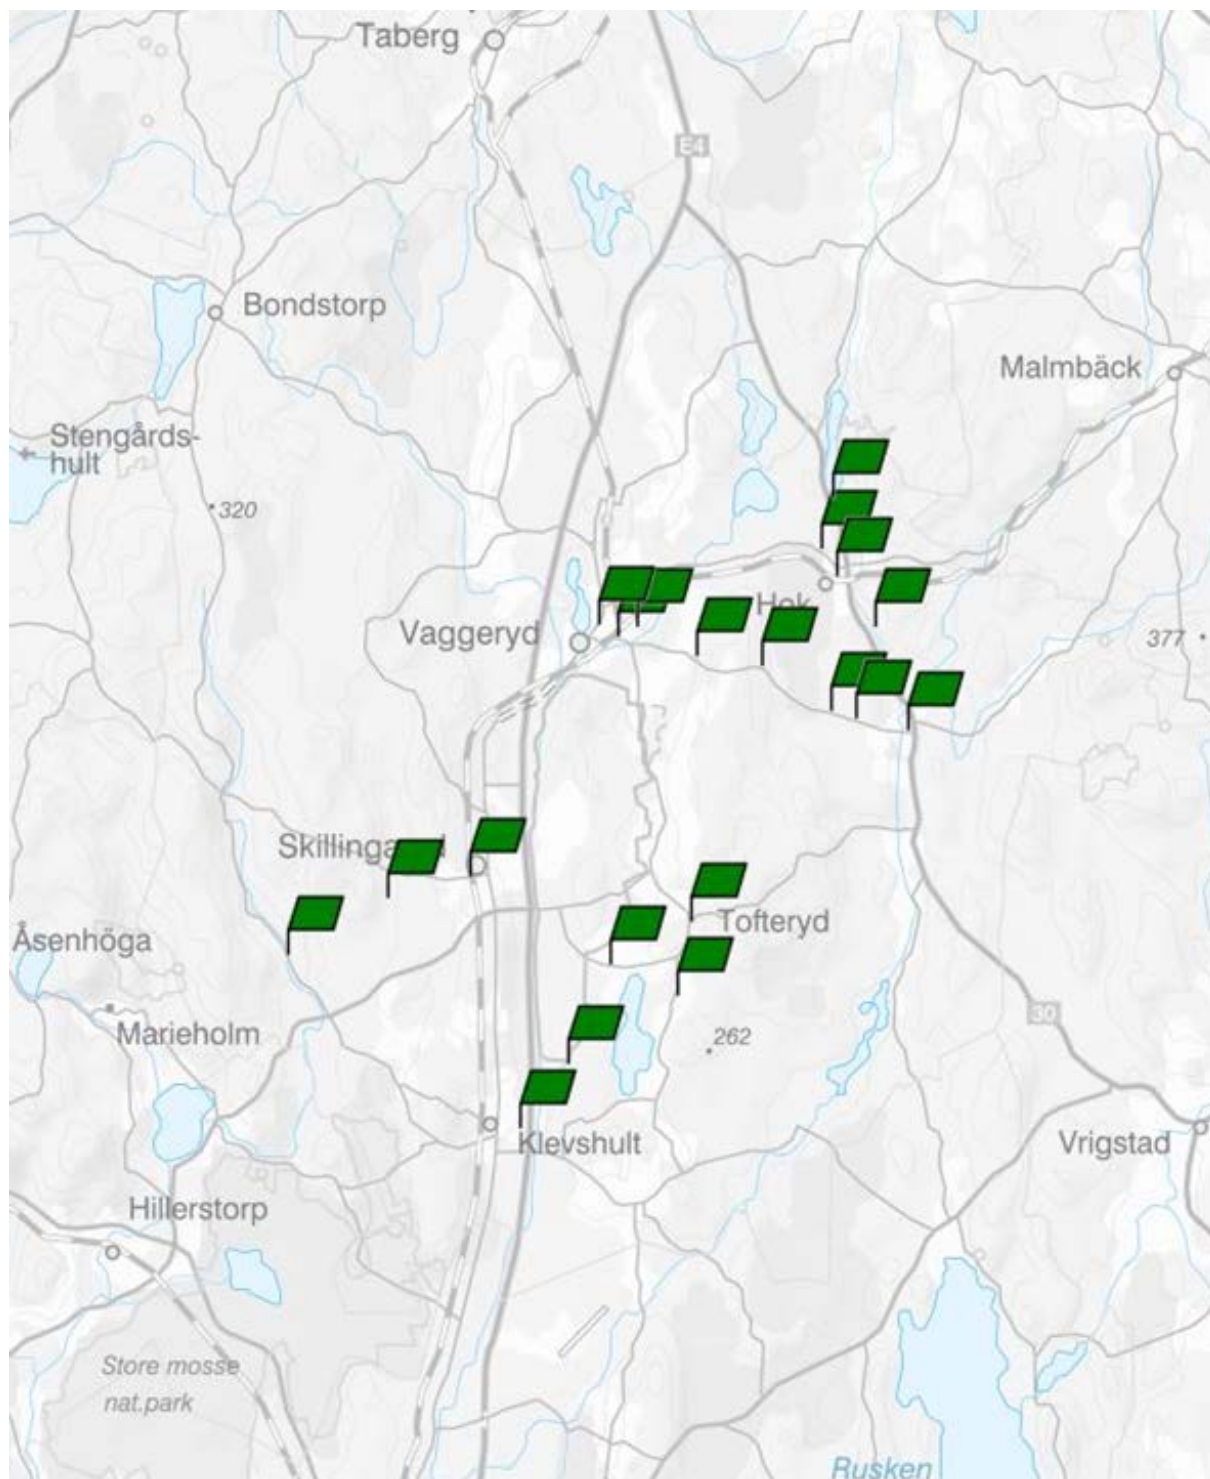 Taberg
E4
Bondstorp
Malmbäck
Stengårds-
hult
320
Hok
Vaggeryd
377
Tofteryd
Åsenhöga
Marieholm
30
262
Klevshult
Vrigstad
Hillerstorp
Store mosse
nat.park
Rusken